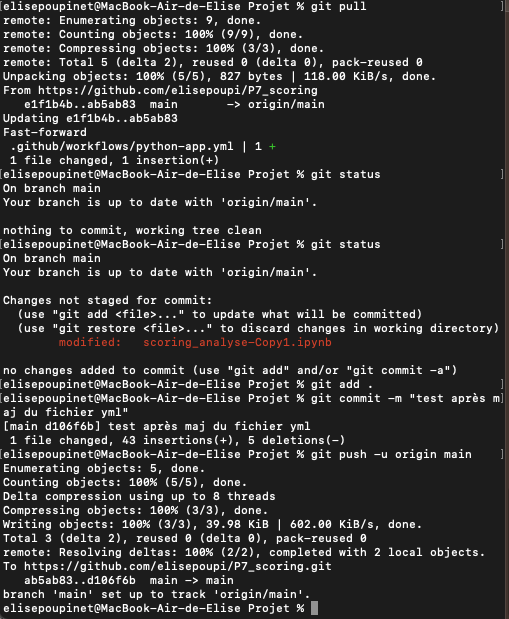 [elisepoupinet@MacBook-Air-de-Elise Projet % git pull
remote: Enumerating objects: 9, done.
remote: Counting objects: 100% (9/9), done.
remote: Compressing objects: 100% (3/3), done.
remote: Total 5 (delta 2), reused 0 (delta 0), pack-reused 0
Unpacking objects: 100% (5/5), 827 bytes | 118.00 KiB/s, done.
From https://github.com/elisepoupi/P7_scoring
   e1f1b4b..ab5ab83  main       -> origin/main
Updating e1f1b4b..ab5ab83
Fast-forward
 .github/workflows/python-app.yml | 1 +
 1 file changed, 1 insertion(+)
[elisepoupinet@MacBook-Air-de-Elise Projet % git status ]
On branch main
Your branch is up to date with 'origin/main'.

nothing to commit, working tree clean
[elisepoupinet@MacBook-Air-de-Elise Projet % git status ]
On branch main
Your branch is up to date with 'origin/main'.

Changes not staged for commit:
  (use "git add <file>..." to update what will be committed)
  (use "git restore <file>..." to discard changes in working directory)
        modified:   scoring_analyse-Copy1.ipynb

no changes added to commit (use "git add" and/or "git commit -a")
[elisepoupinet@MacBook-Air-de-Elise Projet % git add . ]
[elisepoupinet@MacBook-Air-de-Elise Projet % git commit -m "test après m]
aj du fichier yml"
[main d106f6b] test après maj du fichier yml
 1 file changed, 43 insertions(+), 5 deletions(-)
[elisepoupinet@MacBook-Air-de-Elise Projet % git push -u origin main ]
Enumerating objects: 5, done.
Counting objects: 100% (5/5), done.
Delta compression using up to 8 threads
Compressing objects: 100% (3/3), done.
Writing objects: 100% (3/3), 39.98 KiB | 602.00 KiB/s, done.
Total 3 (delta 2), reused 0 (delta 0), pack-reused 0
remote: Resolving deltas: 100% (2/2), completed with 2 local objects.
To https://github.com/elisepoupi/P7_scoring.git
   ab5ab83..d106f6b  main -> main
branch 'main' set up to track 'origin/main'.
elisepoupinet@MacBook-Air-de-Elise Projet %